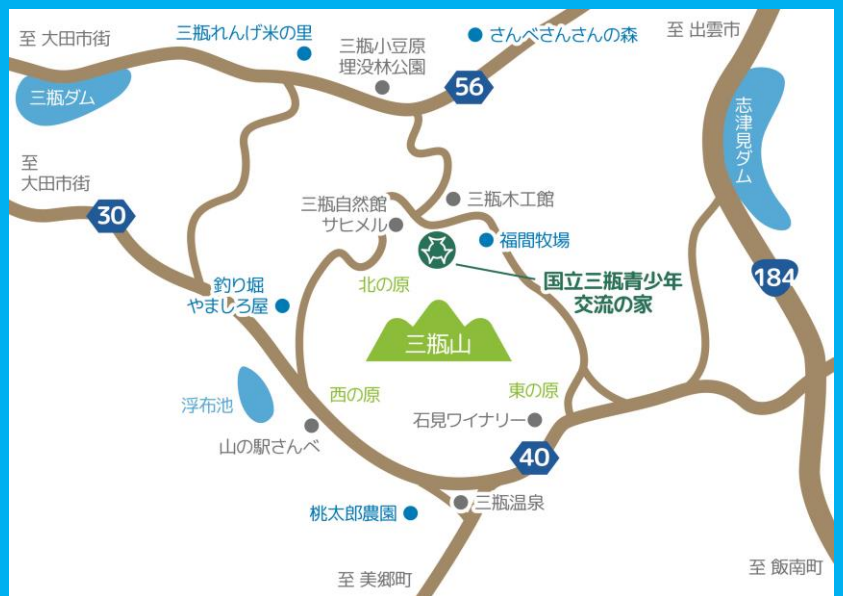 至 大田市街
三瓶れんげ米の里
三瓶小豆原
埋没林公園
さんべさんさんの森
至 出雲市
三瓶ダム
56
志津見ダム
至
大田市街
30
三瓶自然館
サヒメル
三瓶木工館
福間牧場
釣り堀
やましろ屋
北の原
国立三瓶青少年
交流の家
184
三瓶山
浮布池
西の原
東の原
石見ワイナリー
山の駅さんべ
40
桃太郎農園
三瓶温泉
至 美郷町
至 飯南町